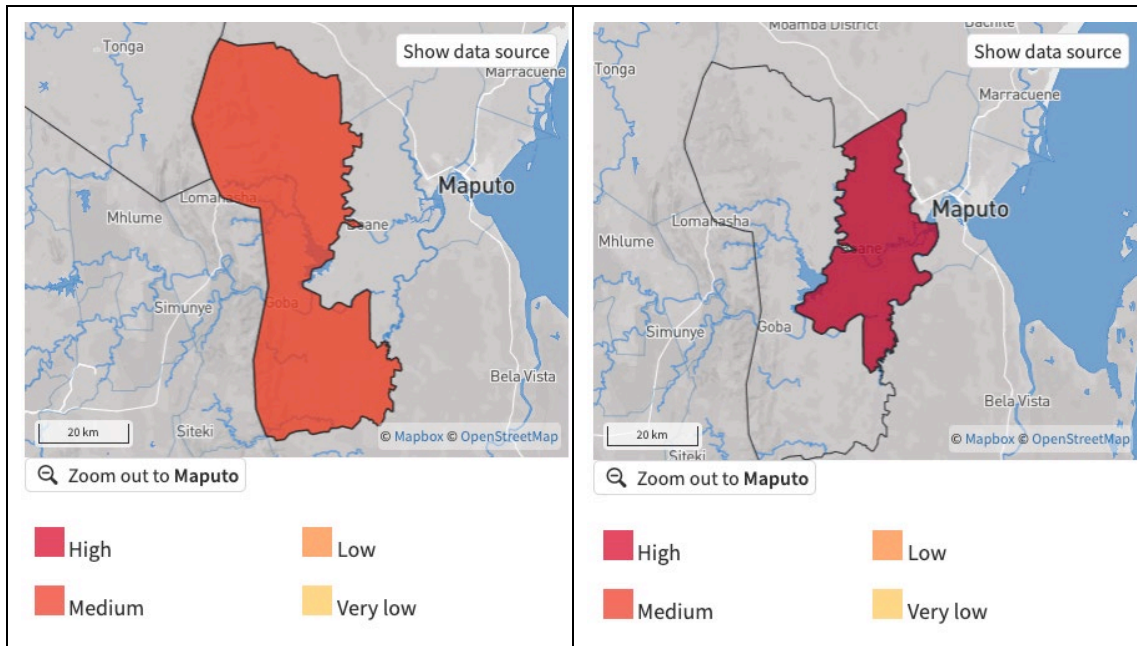 Tonga
Show data source
Marracuene
Maputo
Lomahasha
Mhlume
Simunye
Goba
Bela Vista
Siteki
20 km
© Mapbox © OpenStreetMap
Zoom out to Maputo
High
Low
Medium
Very low
Moamba District
Show data source
Tonga
Marracuene
Maputo
Lomahasha
Mhlume
Simunye
Goba
Bela Vista
Siteki
20 km
© Mapbox © OpenStreetMap
Zoom out to Maputo
High
Low
Medium
Very low